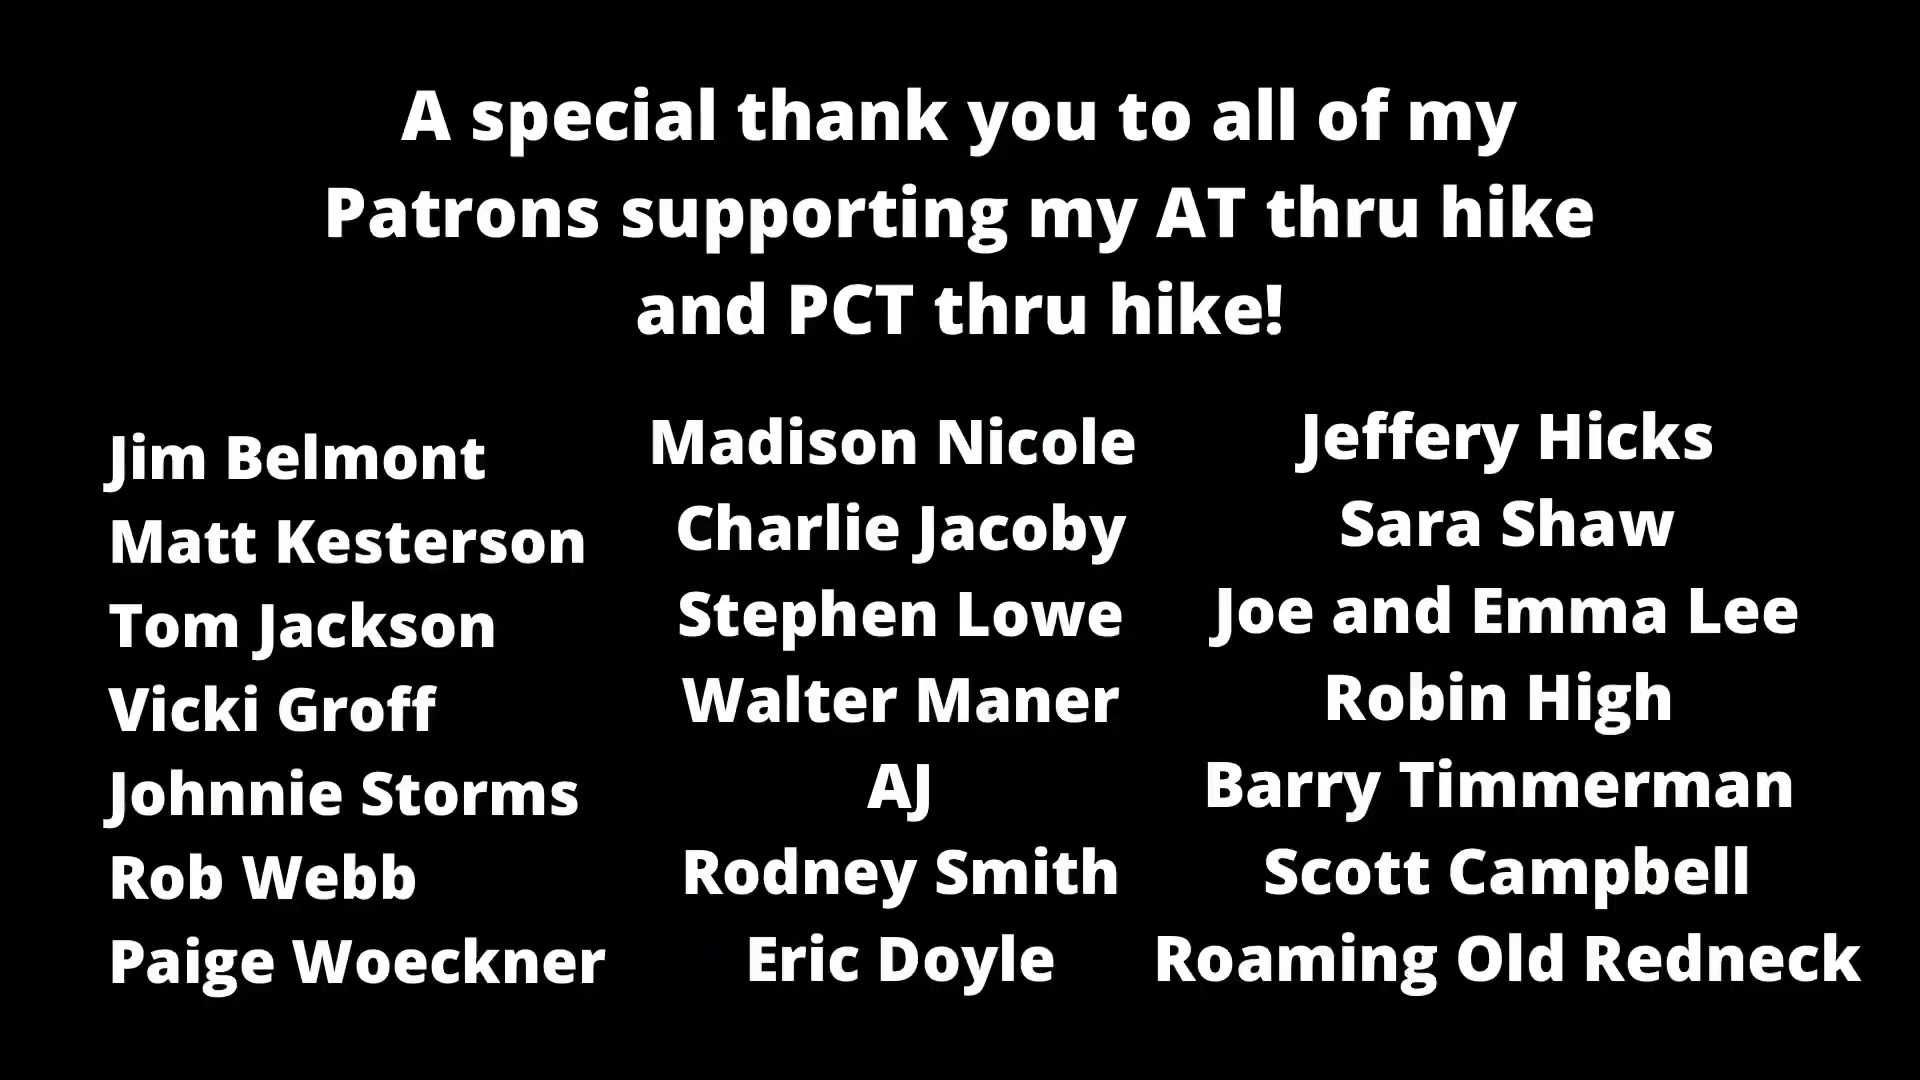 A special thank you to all of my
Patrons supporting my AT thru hike
and PCT thru hike!
Jim Belmont
Matt Kesterson
Tom Jackson
Vicki Groff
Johnnie Storms
Rob Webb
Paige Woeckner
Madison Nicole
Charlie Jacoby
Stephen Lowe
Walter Maner
AJ
Rodney Smith
Eric Doyle
Jeffery Hicks
Sara Shaw
Joe and Emma Lee
Robin High
Barry Timmerman
Scott Campbell
Roaming Old Redneck